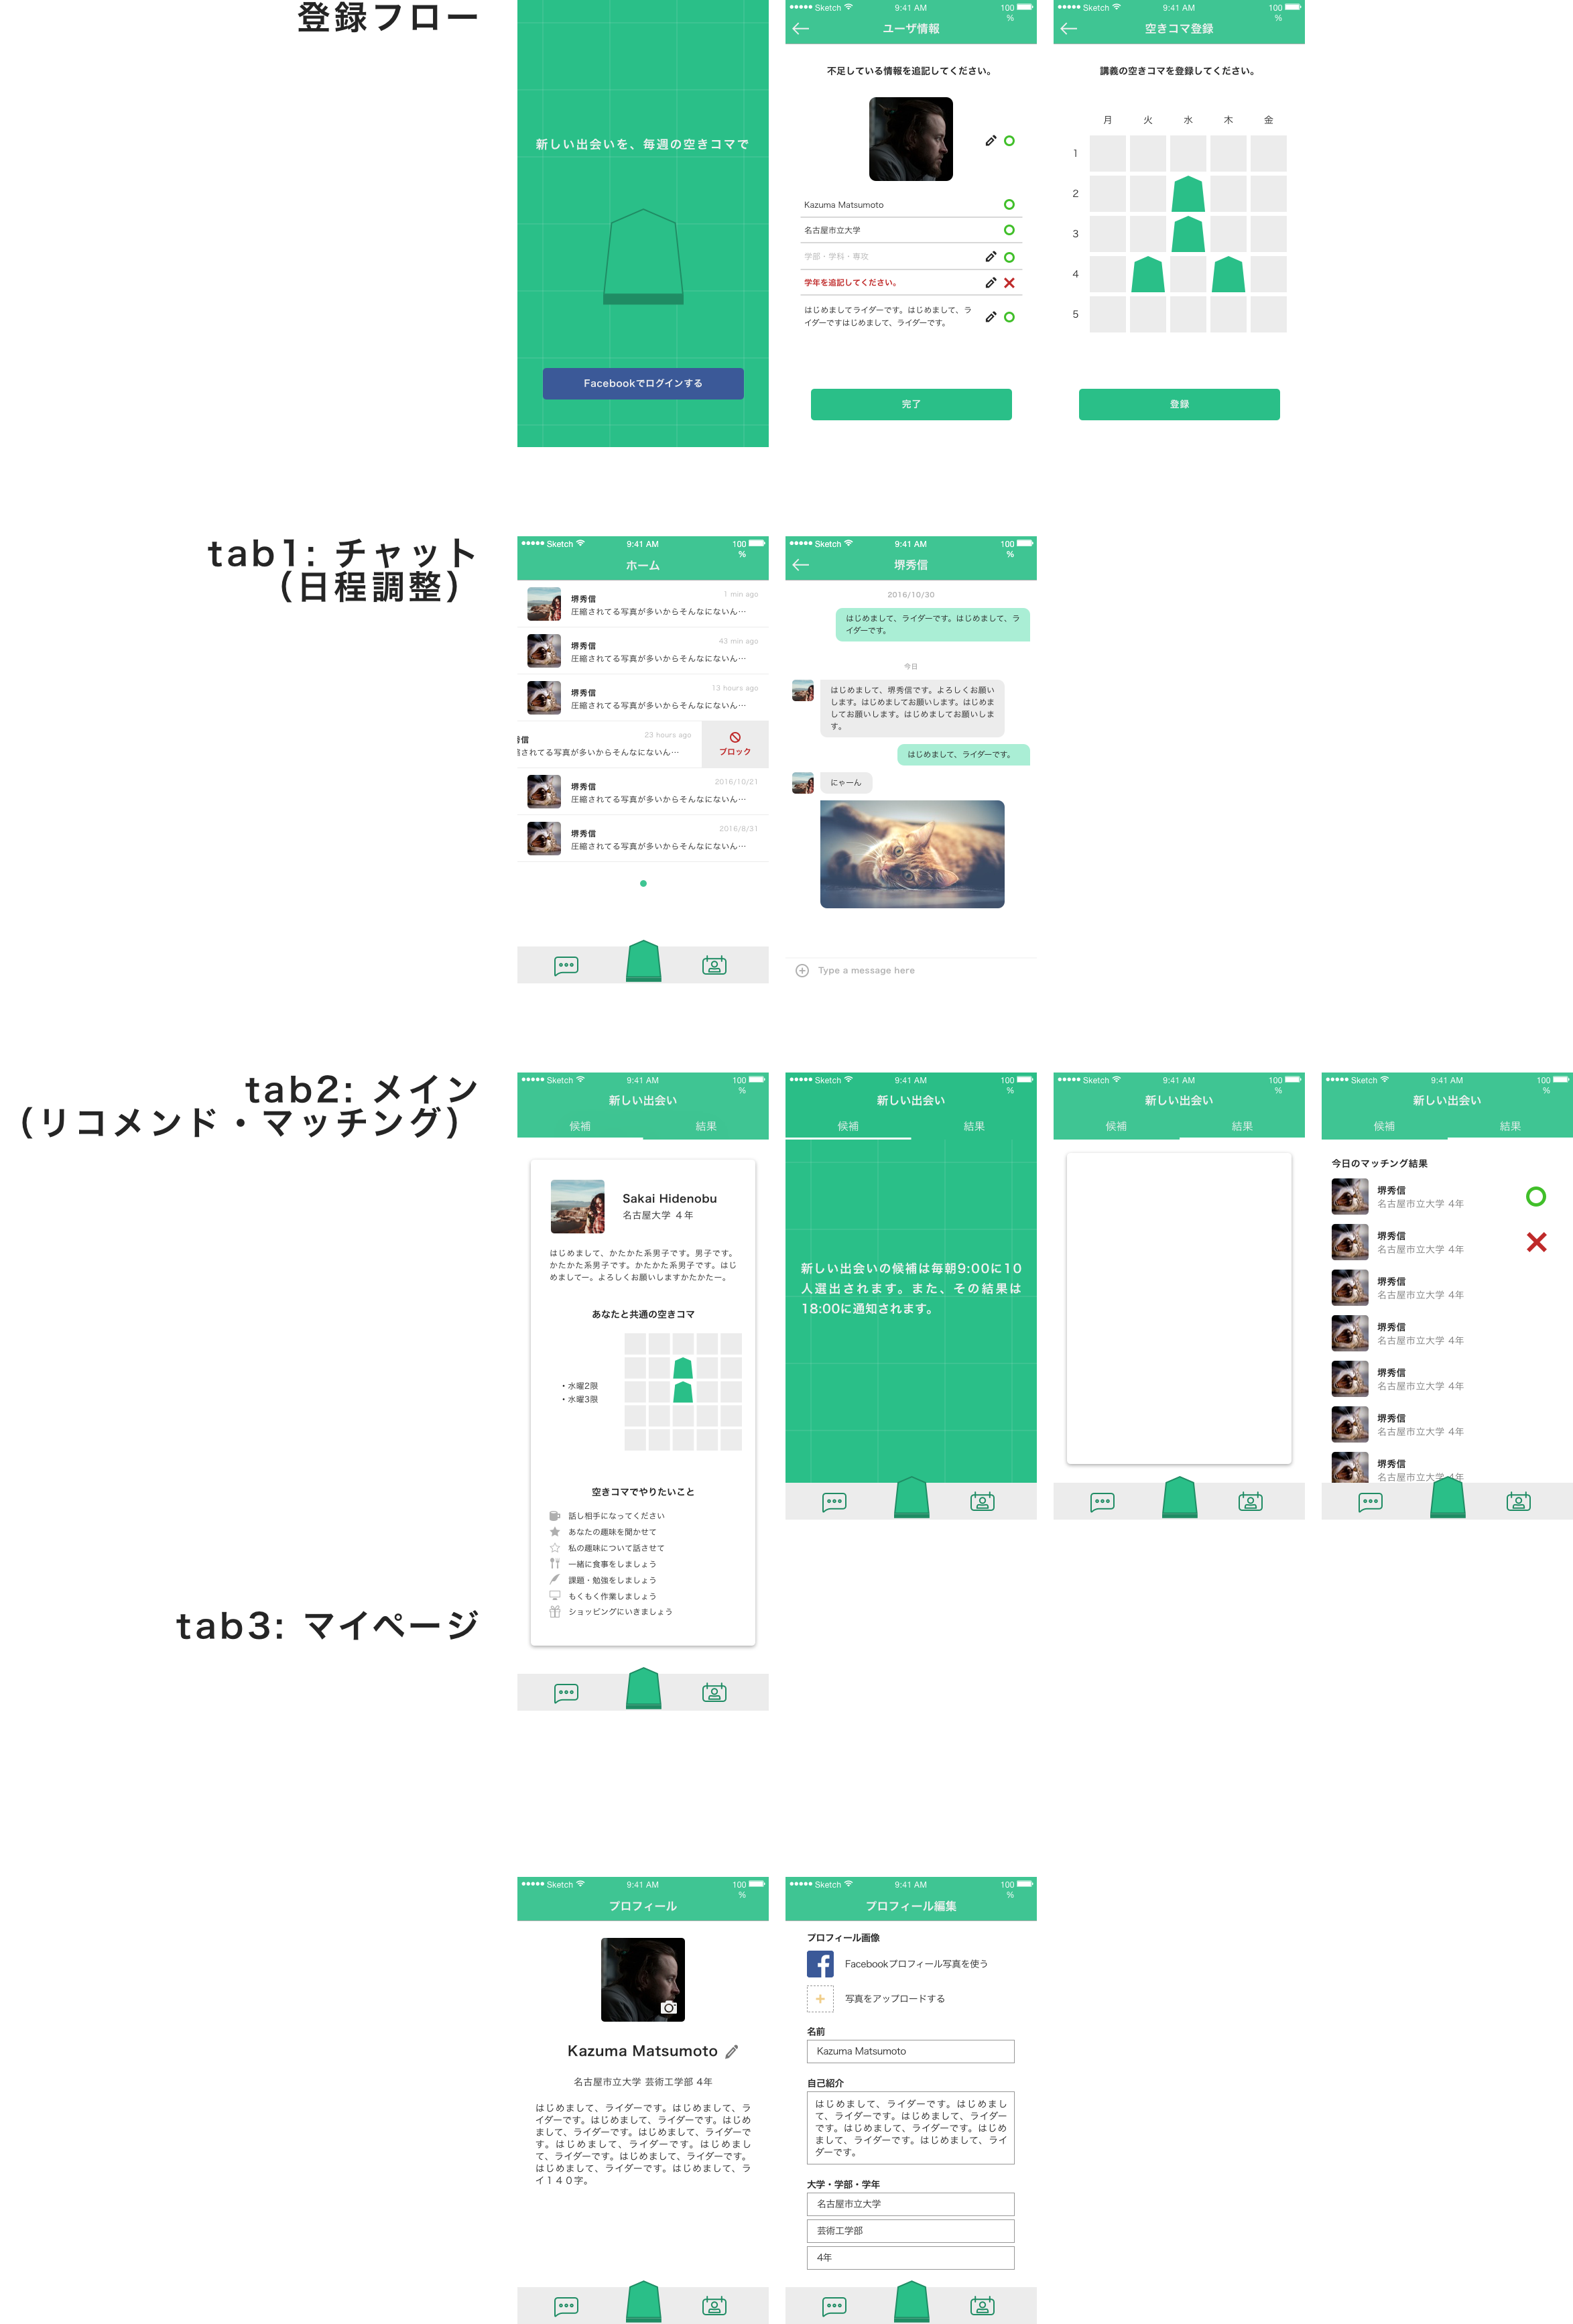 登録フロー
新しい出会いを、毎週の空きコマで
Facebookでログインする
Sketch 9:41 AM 100%
ユーザ情報
不足している情報を追記してください。
Kazuma Matsumoto
名古屋市立大学
学部・学科・専攻
学年を追記してください。
はじめましてライダーです。はじめまして、ラ
イダーですはじめまして、ライダーです。
完了
Sketch 9:41 AM 100%
空きコマ登録
講義の空きコマを登録してください。
月 火 水 木 金
1
2
3
4
5
登録
tab1: チャット
（日程調整）
Sketch 9:41 AM 100%
ホーム
堺秀信 1 min ago
圧縮されてる写真が多いからそんなにないん…
堺秀信 43 min ago
圧縮されてる写真が多いからそんなにないん…
堺秀信 13 hours ago
圧縮されてる写真が多いからそんなにないん…
秀信 23 hours ago
されてる写真が多いからそんなにないん…
ブロック
堺秀信 2016/10/21
圧縮されてる写真が多いからそんなにないん…
堺秀信 2016/8/31
圧縮されてる写真が多いからそんなにないん…
Sketch 9:41 AM 100%
堺秀信
2016/10/30
はじめまして、ライダーです。はじめまして、ラ
イダーです。
今日
はじめまして、堺秀信です。よろしくお願い
します。はじめましてお願いします。はじめま
してお願いします。はじめましてお願いしま
す。
はじめまして、ライダーです。
にゃーん
Type a message here
tab2: メイン
（リコメンド・マッチング）
Sketch 9:41 AM 100%
新しい出会い
候補 結果
Sakai Hidenobu
名古屋大学 ４年
はじめまして、かたかた系男子です。男子です。
かたかた系男子です。かたかた系男子です。はじ
めましてー。よろしくお願いしますかたかたー。
あなたと共通の空きコマ
・水曜2限
・水曜3限
空きコマでやりたいこと
話し相手になってください
あなたの趣味を聞かせて
私の趣味について話させて
一緒に食事をしましょう
課題・勉強をしましょう
もくもく作業しましょう
ショッピングにいきましょう
Sketch 9:41 AM 100%
新しい出会い
候補 結果
新しい出会いの候補は毎朝9:00に10
人選出されます。また、その結果は
18:00に通知されます。
Sketch 9:41 AM 100%
新しい出会い
候補 結果
Sketch 9:41 AM 100%
新しい出会い
候補 結果
今日のマッチング結果
堺秀信
名古屋市立大学 4年
堺秀信
名古屋市立大学 4年
堺秀信
名古屋市立大学 4年
堺秀信
名古屋市立大学 4年
堺秀信
名古屋市立大学 4年
堺秀信
名古屋市立大学 4年
堺秀信
名古屋市立大学 4年
tab3: マイページ
Sketch 9:41 AM 100%
プロフィール
Kazuma Matsumoto
名古屋市立大学 芸術工学部 4年
はじめまして、ライダーです。はじめまして、ラ
イダーです。はじめまして、ライダーです。はじめ
まして、ライダーです。はじめまして、ライダーで
す。はじめまして、ライダーです。はじめまし
て、ライダーです。はじめまして、ライダーです。
はじめまして、ライダーです。はじめまして、ラ
イ１４０字。
Sketch 9:41 AM 100%
プロフィール編集
プロフィール画像
Facebookプロフィール写真を使う
写真をアップロードする
名前
Kazuma Matsumoto
自己紹介
はじめまして、ライダーです。はじめまし
て、ライダーです。はじめまして、ライダー
です。はじめまして、ライダーです。はじめ
まして、ライダーです。はじめまして、ライ
ダーです。
大学・学部・学年
名古屋市立大学
芸術工学部
4年